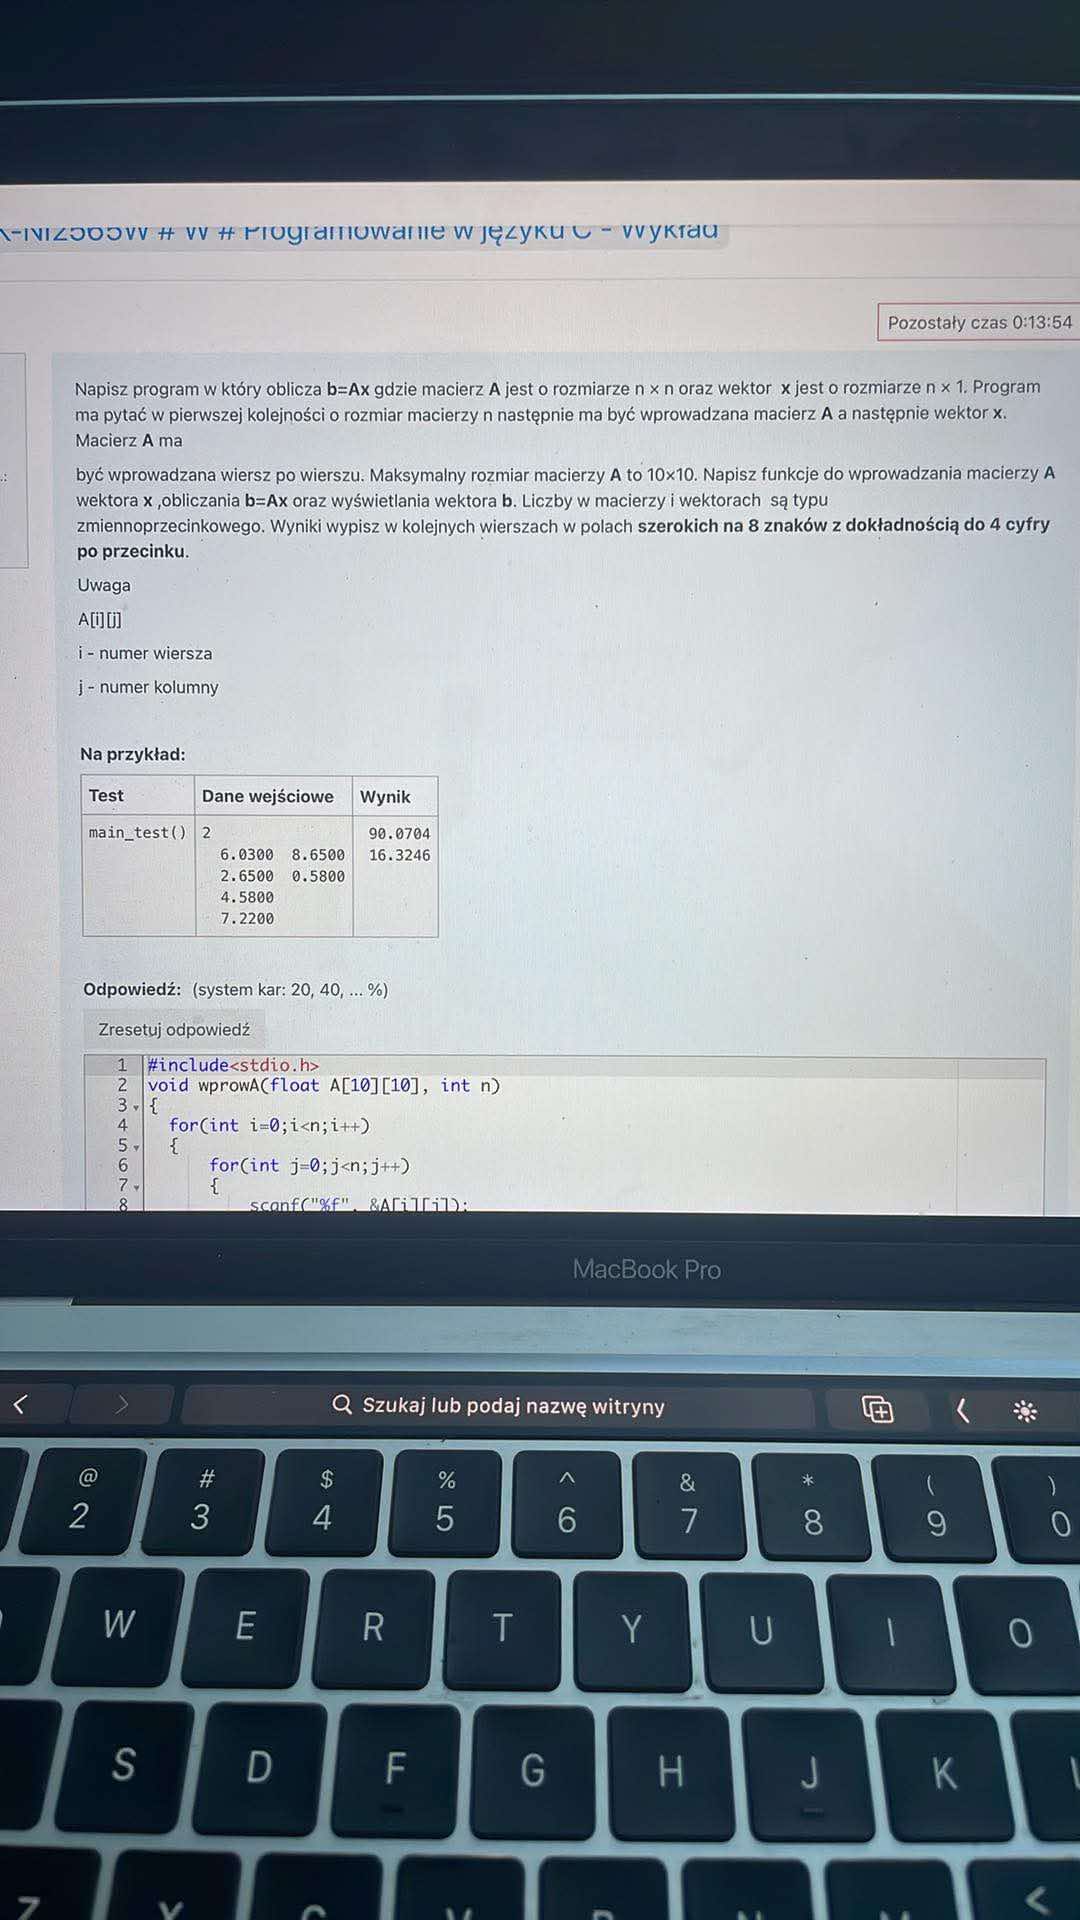 # W # Programowanie w języku C - Wykład
Pozostały czas 0:13:54
Napisz program w który oblicza b=Ax gdzie macierz A jest o rozmiarze n × n oraz wektor x jest o rozmiarze n × 1. Program
ma pytać w pierwszej kolejności o rozmiar macierzy n następnie ma być wprowadzana macierz A a następnie wektor x.
Macierz A ma
być wprowadzana wiersz po wierszu. Maksymalny rozmiar macierzy A to 10×10. Napisz funkcje do wprowadzania macierzy A
wektora x ,obliczania b=Ax oraz wyświetlania wektora b. Liczby w macierzy i wektorach są typu
zmiennoprzecinkowego. Wyniki wypisz w kolejnych wierszach w polach szerokich na 8 znaków z dokładnością do 4 cyfry
po przecinku.
Uwaga
A[i][j]
i - numer wiersza
j - numer kolumny
Na przykład:
Test Dane wejściowe Wynik
main_test() 2 90.0704
6.0300 8.6500 16.3246
2.6500 0.5800
4.5800
7.2200
Odpowiedź: (system kar: 20, 40, ... %)
Zresetuj odpowiedź
1 #include<stdio.h>
2 void wprowA(float A[10][10], int n)
3 {
4 for(int i=0;i<n;i++)
5 {
6 for(int j=0;j<n;j++)
7 {
8 scanf("%f", &A[i][j]);
MacBook Pro
Szukaj lub podaj nazwę witryny
@ # $ % ^ & * ( )
2 3 4 5 6 7 8 9 0
W E R T Y U I O
S D F G H J K
<